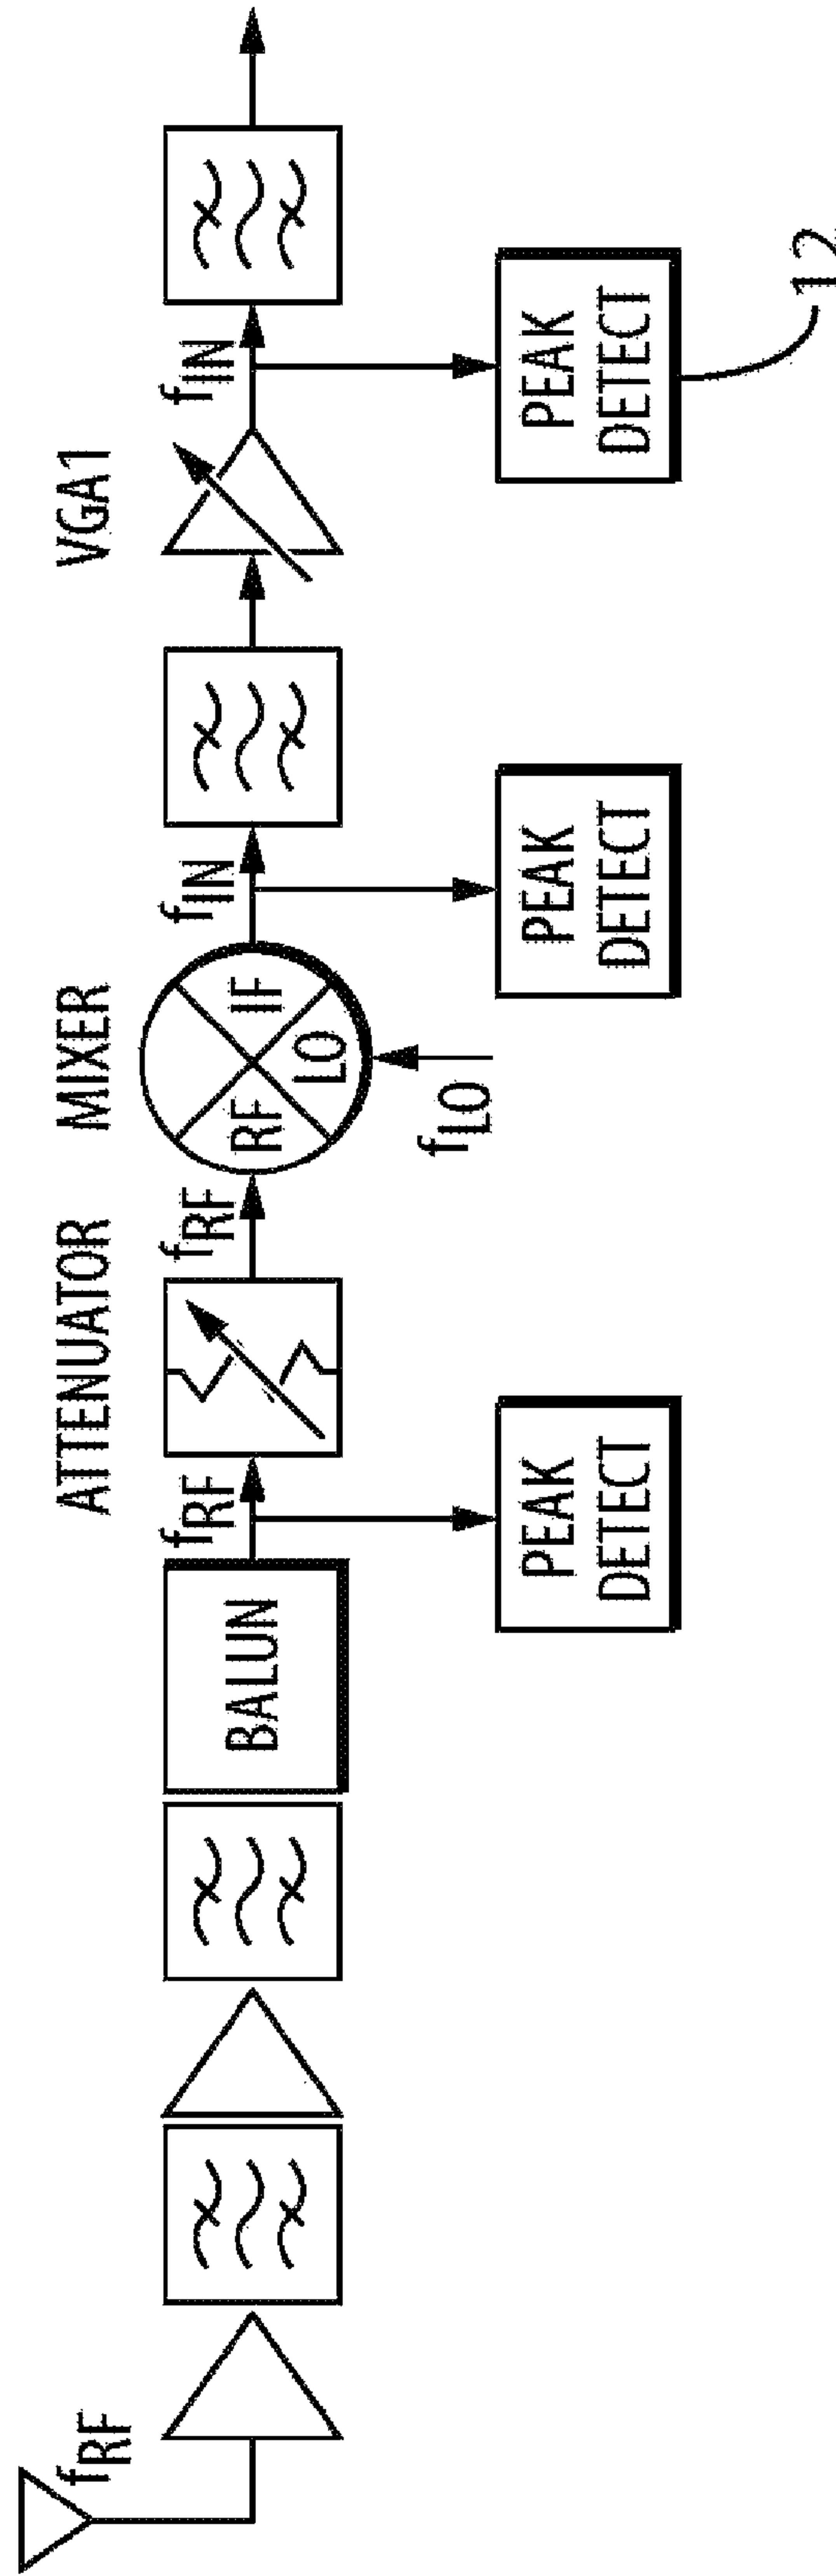 f_RF
BALUN
f_RF
PEAK
DETECT
ATTENUATOR
f_RF
MIXER
RF
IF
LO
f_LO
f_IN
PEAK
DETECT
VGA1
f_IN
PEAK
DETECT
12